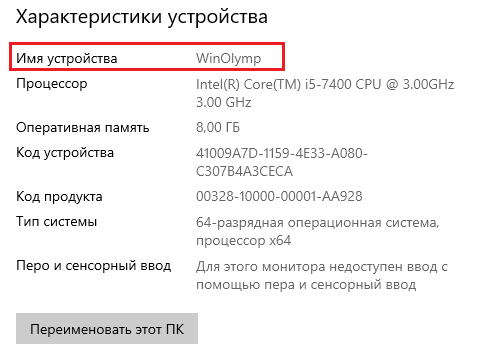 Характеристики устройства
Имя устройства WinOlymp
Процессор Intel(R) Core(TM) i5-7400 CPU @ 3.00GHz
3.00 GHz
Оперативная память 8,00 ГБ
Код устройства 41009A7D-1159-4E33-A080-
C307B4A3CECA
Код продукта 00328-10000-00001-AA928
Тип системы 64-разрядная операционная система,
процессор x64
Перо и сенсорный ввод Для этого монитора недоступен ввод с
помощью пера и сенсорный ввод
Переименовать этот ПК